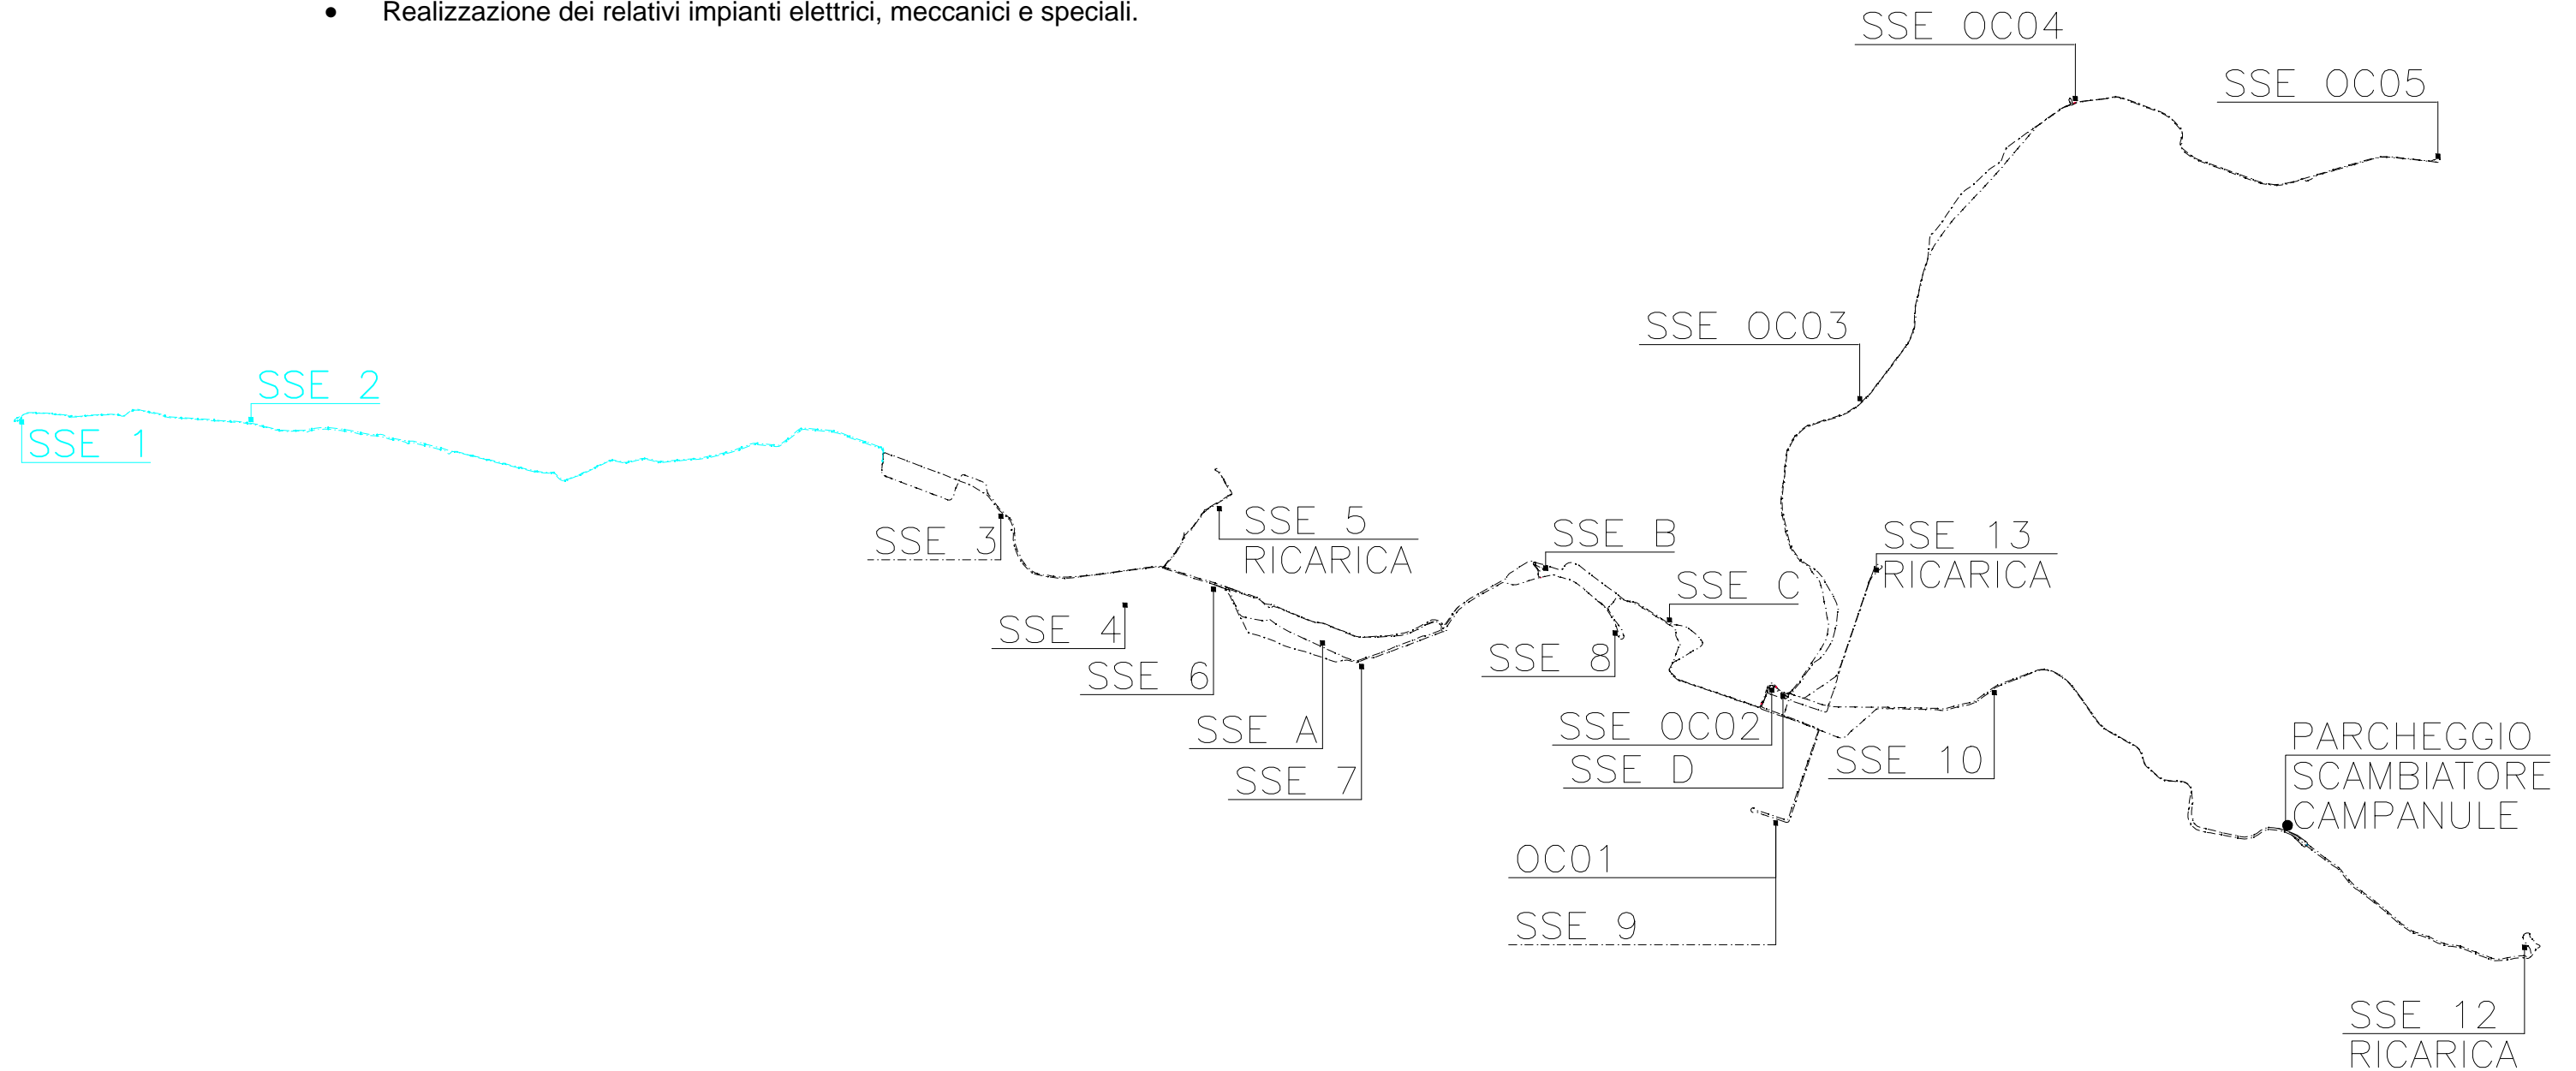 • Realizzazione dei relativi impianti elettrici, meccanici e speciali.
SSE OC04
SSE OC05
SSE OC03
SSE 2
SSE 1
SSE 3
SSE 5
RICARICA
SSE B
SSE 13
RICARICA
SSE C
SSE 4
SSE 8
SSE 6
SSE A
SSE OC02
SSE 10
SSE D
SSE 7
PARCHEGGIO
SCAMBIATORE
CAMPANULE
OC01
SSE 9
SSE 12
RICARICA